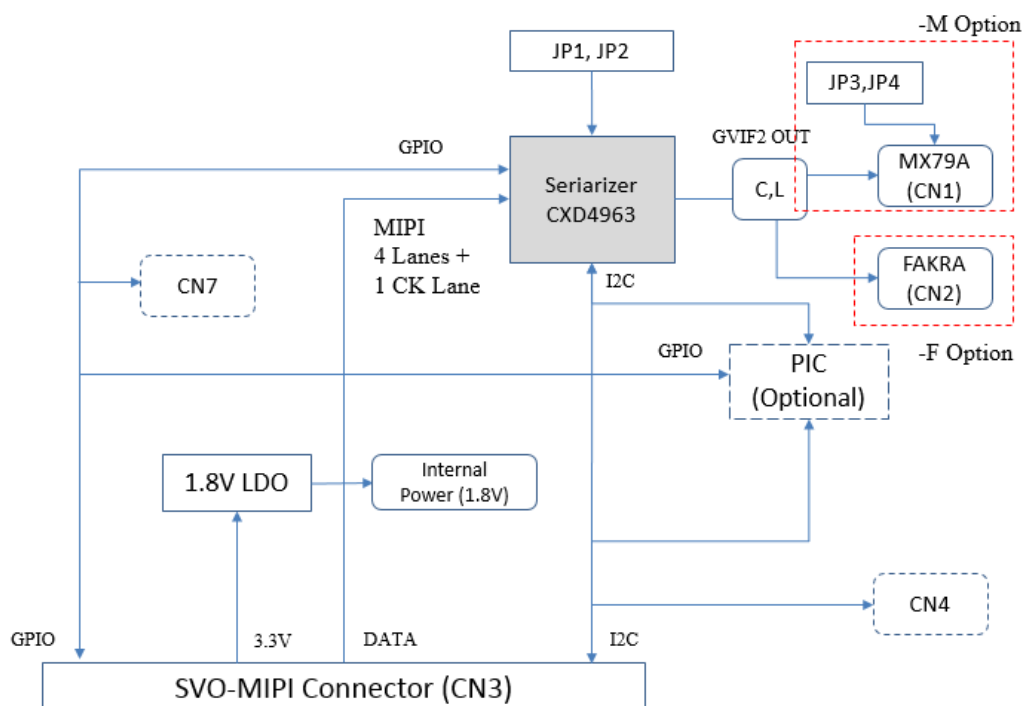 -M Option
JP1, JP2
JP3,JP4
GPIO
GVIF2 OUT
Seriarizer
CXD4963
C,L
MX79A
(CN1)
MIPI
4 Lanes +
1 CK Lane
FAKRA
(CN2)
I2C
CN7
-F Option
GPIO
PIC
(Optional)
1.8V LDO
Internal
Power (1.8V)
CN4
GPIO
3.3V
DATA
I2C
SVO-MIPI Connector (CN3)